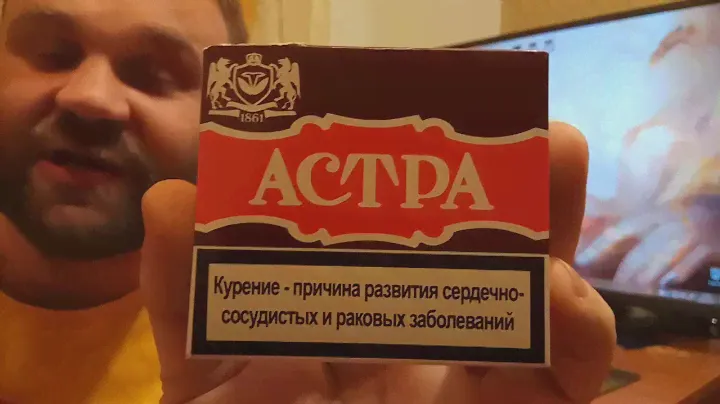 1861
АСТРА
Курение - причина развития сердечно-
сосудистых и раковых заболеваний